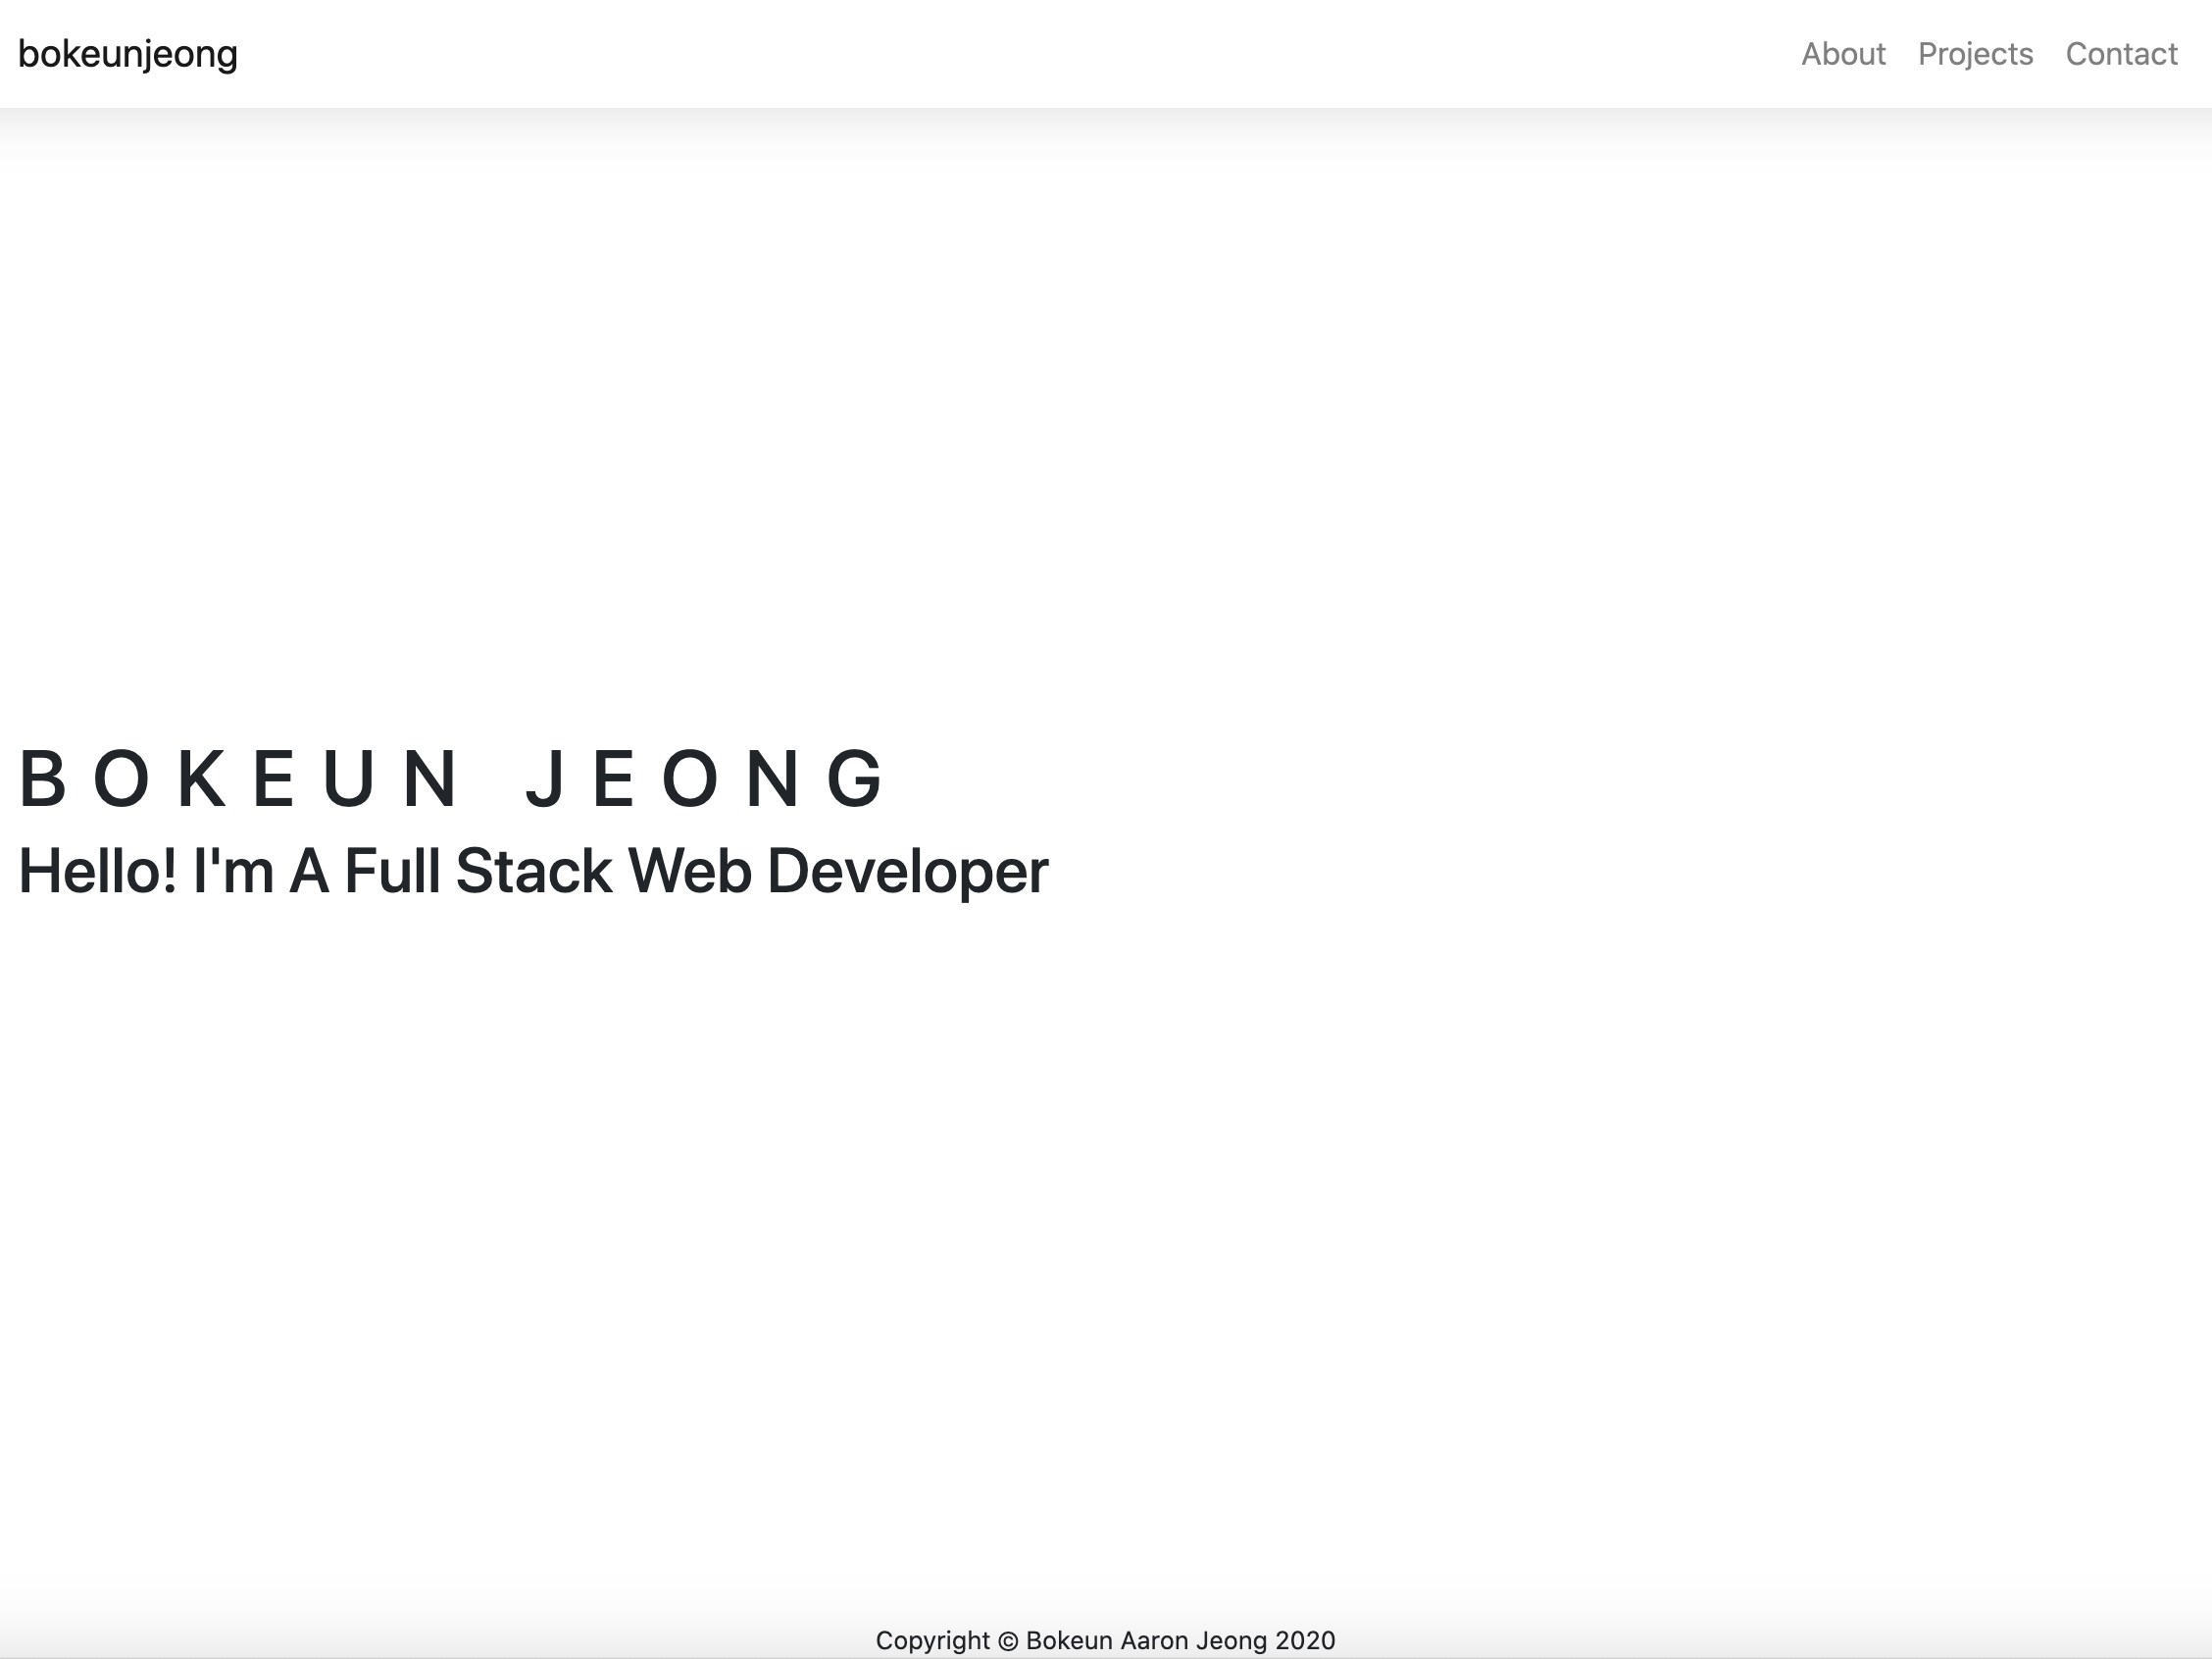 bokeunjeong
About Projects Contact
BOKEUN JEONG
Hello! I'm A Full Stack Web Developer
Copyright © Bokeun Aaron Jeong 2020